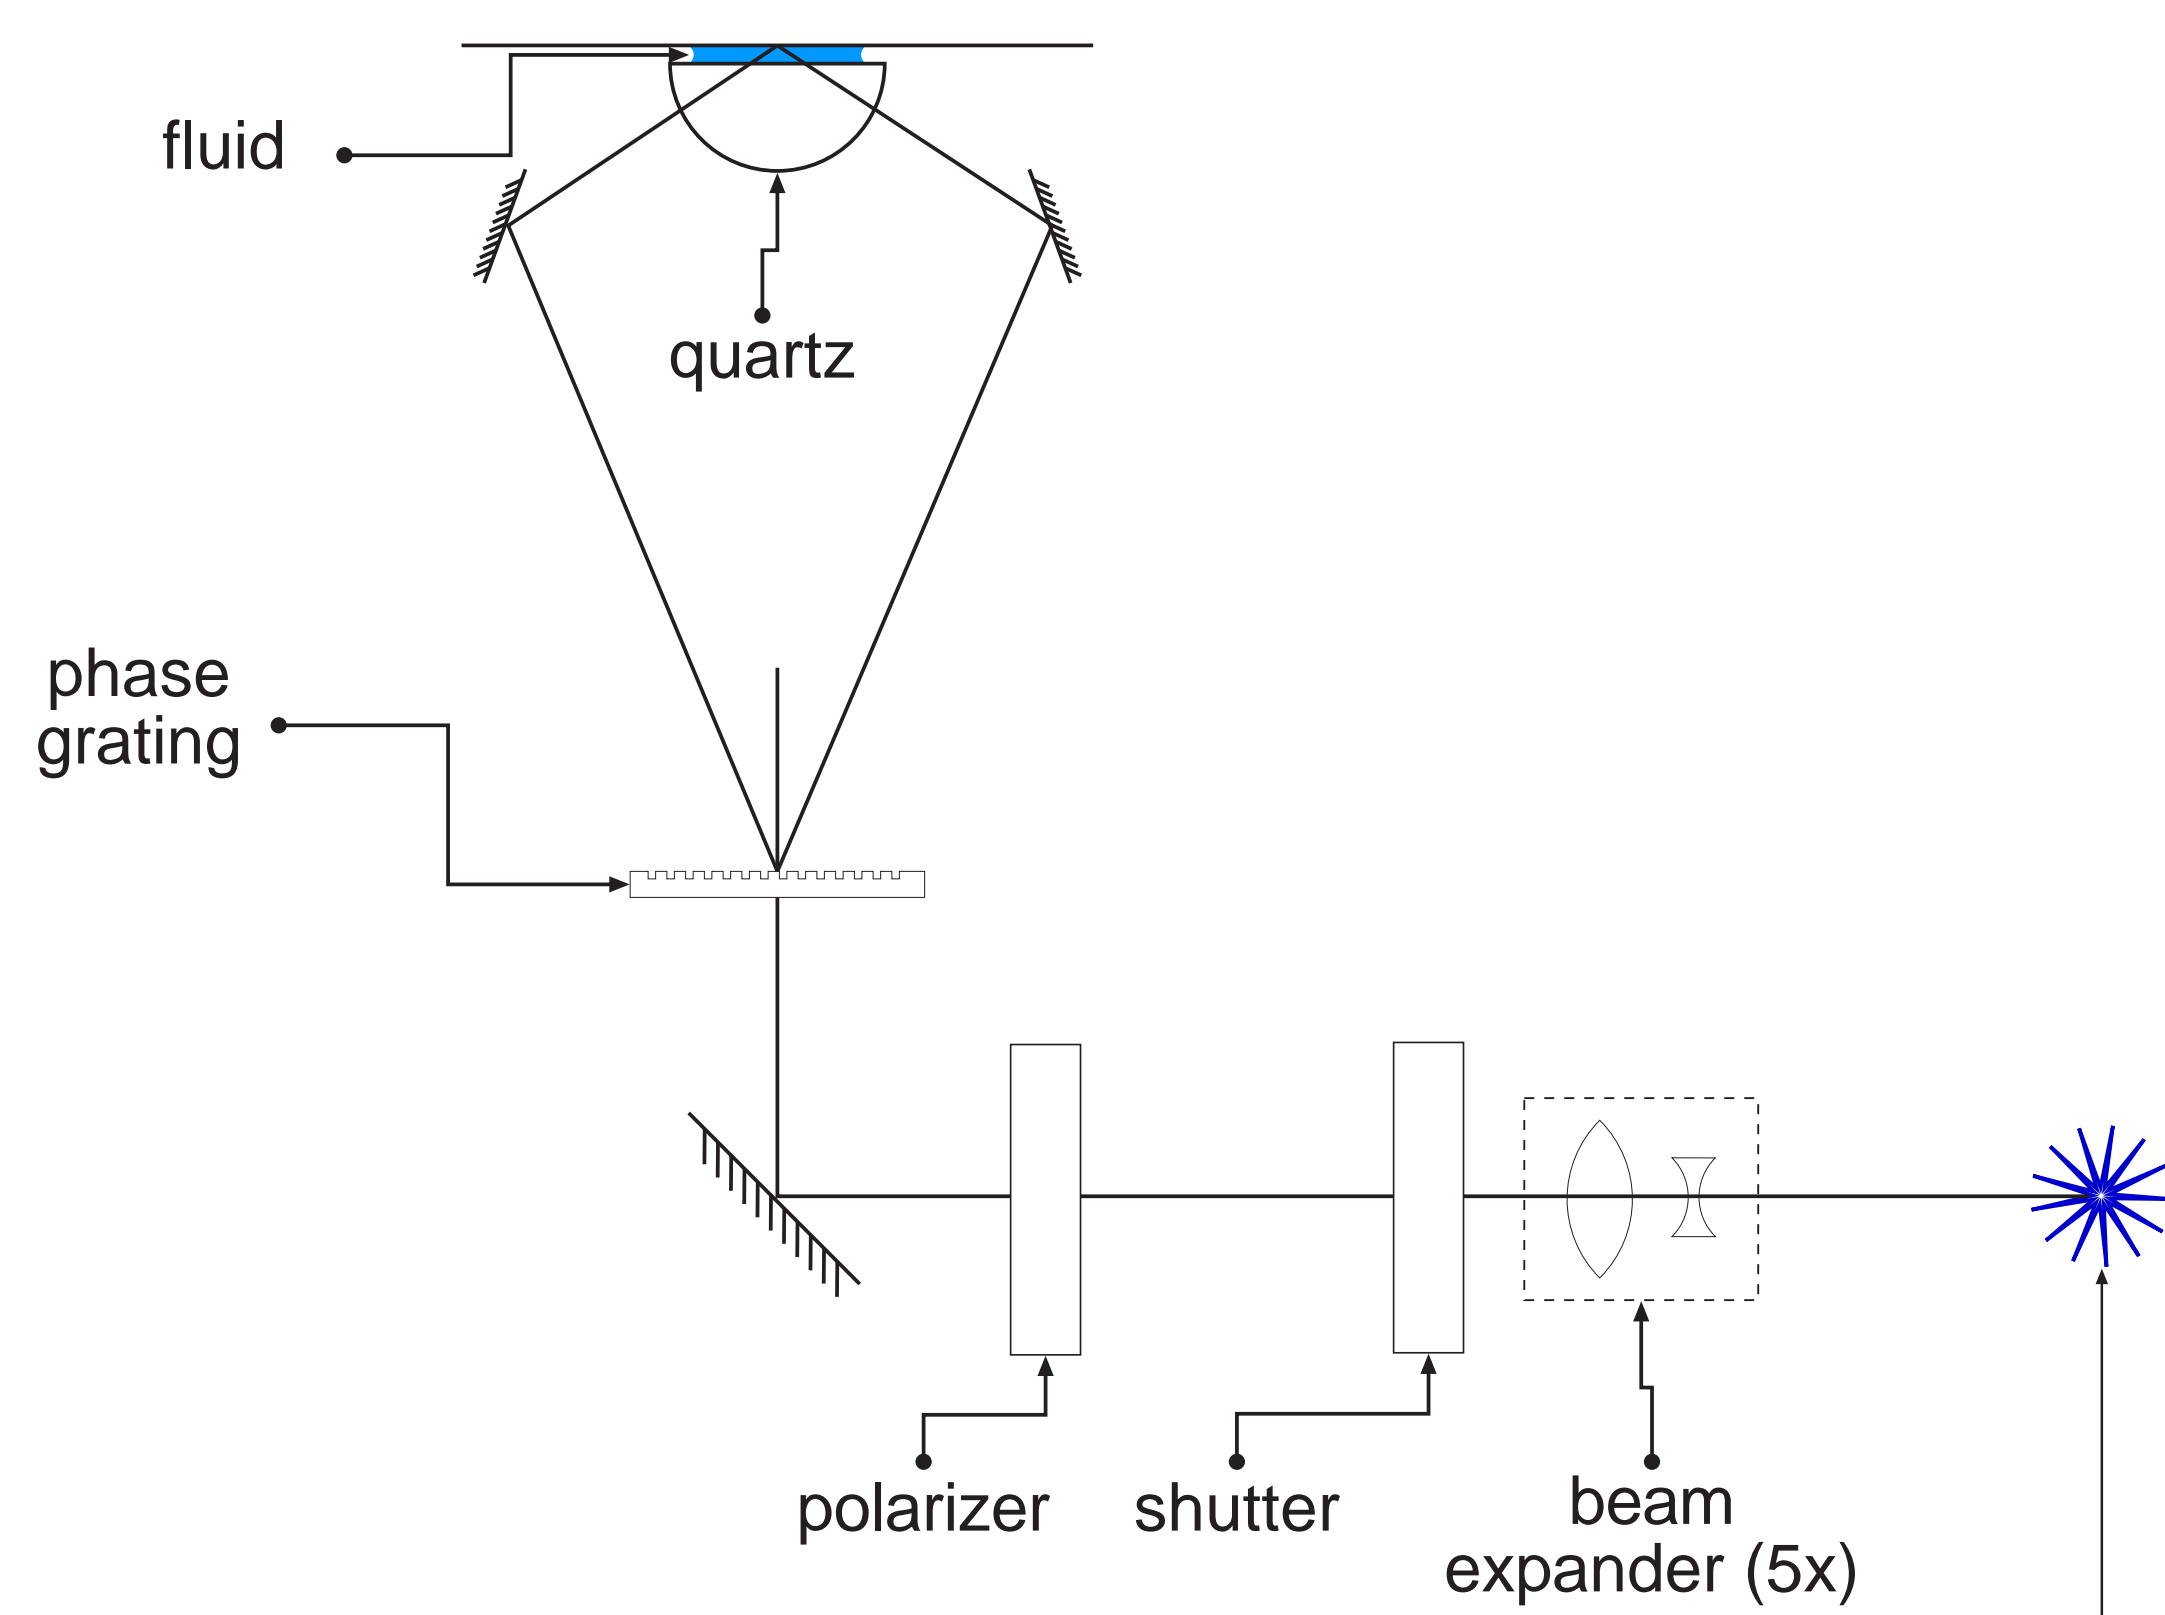 fluid
quartz
phase
grating
polarizer
shutter
beam
expander (5x)